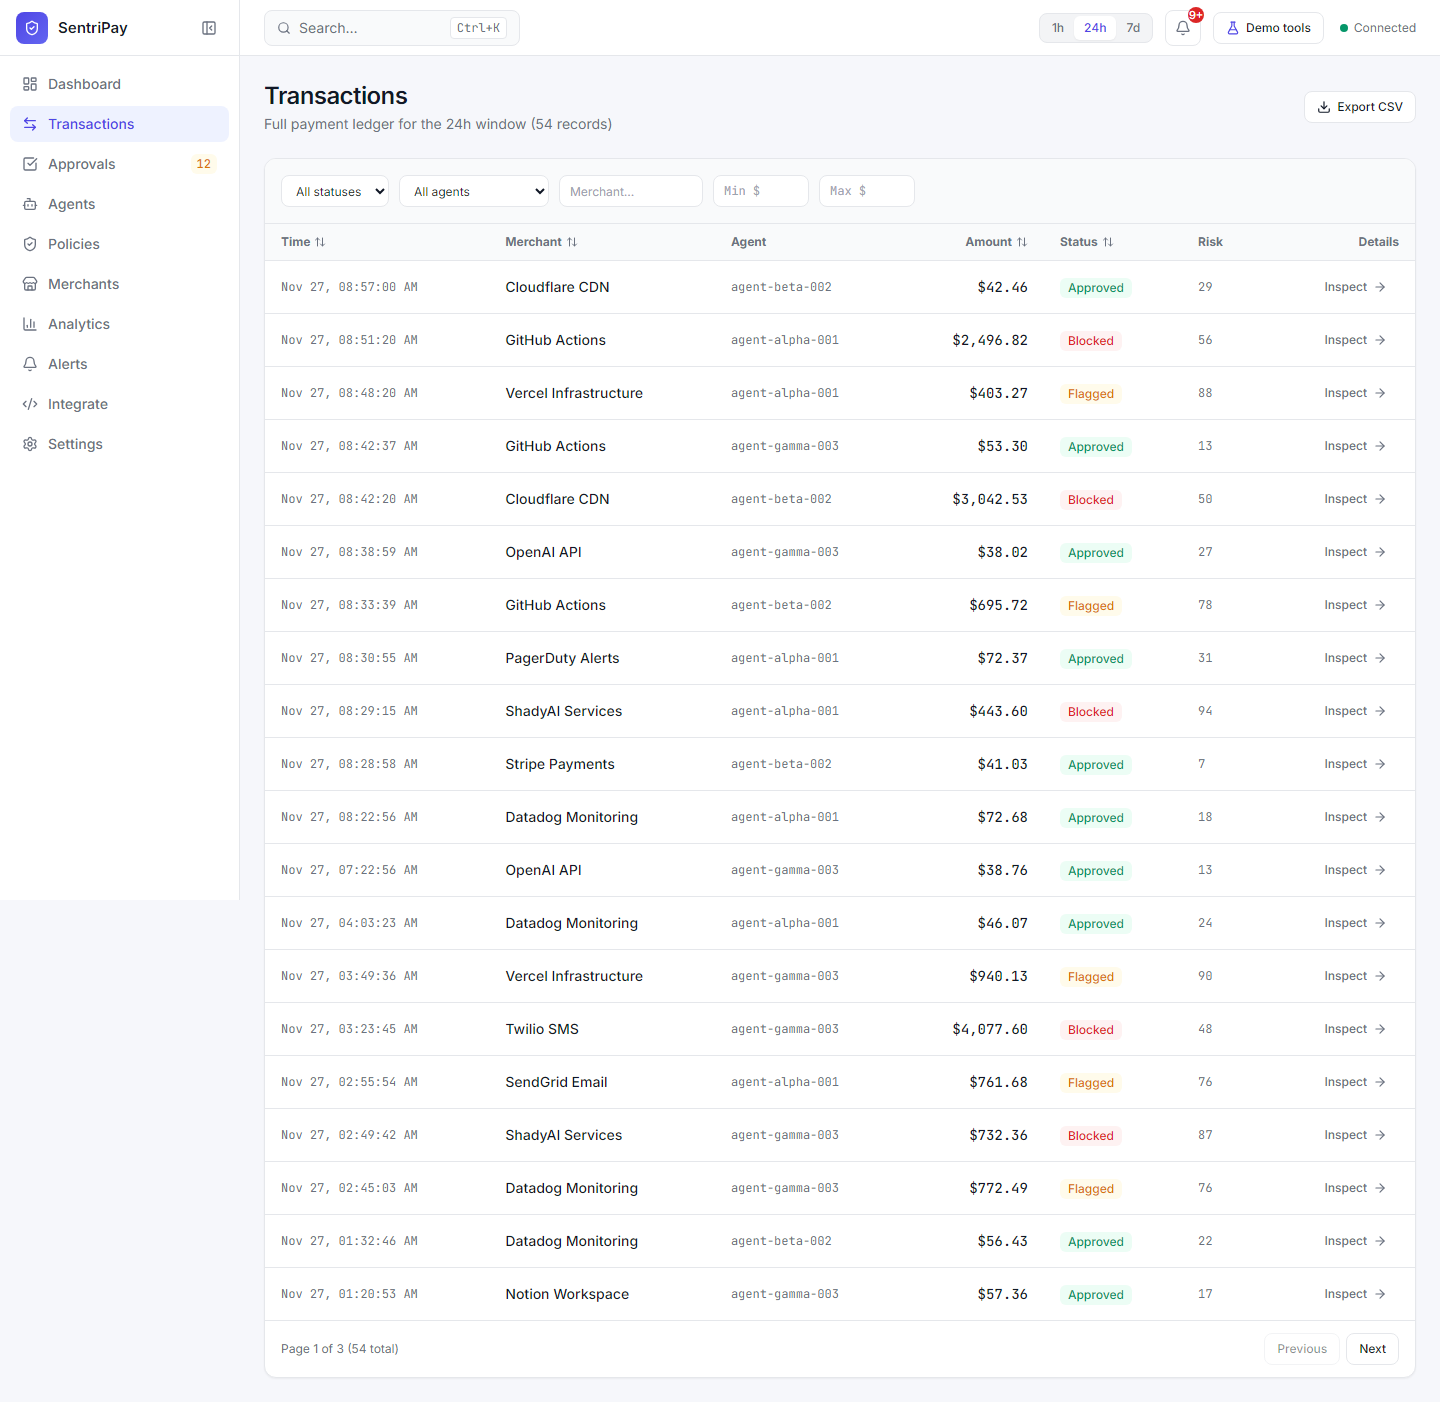 SentriPay
Search...
Ctrl+K
1h
24h
7d
9+
Demo tools
Connected
Dashboard
Transactions
Approvals
12
Agents
Policies
Merchants
Analytics
Alerts
Integrate
Settings
Transactions
Full payment ledger for the 24h window (54 records)
Export CSV
All statuses
All agents
Merchant...
Min $
Max $
Time Merchant Agent Amount Status Risk Details
Nov 27, 08:57:00 AM Cloudflare CDN agent-beta-002 $42.46 Approved 29 Inspect
Nov 27, 08:51:20 AM GitHub Actions agent-alpha-001 $2,496.82 Blocked 56 Inspect
Nov 27, 08:48:20 AM Vercel Infrastructure agent-alpha-001 $403.27 Flagged 88 Inspect
Nov 27, 08:42:37 AM GitHub Actions agent-gamma-003 $53.30 Approved 13 Inspect
Nov 27, 08:42:20 AM Cloudflare CDN agent-beta-002 $3,042.53 Blocked 50 Inspect
Nov 27, 08:38:59 AM OpenAI API agent-gamma-003 $38.02 Approved 27 Inspect
Nov 27, 08:33:39 AM GitHub Actions agent-beta-002 $695.72 Flagged 78 Inspect
Nov 27, 08:30:55 AM PagerDuty Alerts agent-alpha-001 $72.37 Approved 31 Inspect
Nov 27, 08:29:15 AM ShadyAI Services agent-alpha-001 $443.60 Blocked 94 Inspect
Nov 27, 08:28:58 AM Stripe Payments agent-beta-002 $41.03 Approved 7 Inspect
Nov 27, 08:22:56 AM Datadog Monitoring agent-alpha-001 $72.68 Approved 18 Inspect
Nov 27, 07:22:56 AM OpenAI API agent-gamma-003 $38.76 Approved 13 Inspect
Nov 27, 04:03:23 AM Datadog Monitoring agent-alpha-001 $46.07 Approved 24 Inspect
Nov 27, 03:49:36 AM Vercel Infrastructure agent-gamma-003 $940.13 Flagged 90 Inspect
Nov 27, 03:23:45 AM Twilio SMS agent-gamma-003 $4,077.60 Blocked 48 Inspect
Nov 27, 02:55:54 AM SendGrid Email agent-alpha-001 $761.68 Flagged 76 Inspect
Nov 27, 02:49:42 AM ShadyAI Services agent-gamma-003 $732.36 Blocked 87 Inspect
Nov 27, 02:45:03 AM Datadog Monitoring agent-gamma-003 $772.49 Flagged 76 Inspect
Nov 27, 01:32:46 AM Datadog Monitoring agent-beta-002 $56.43 Approved 22 Inspect
Nov 27, 01:20:53 AM Notion Workspace agent-gamma-003 $57.36 Approved 17 Inspect
Page 1 of 3 (54 total)
Previous
Next